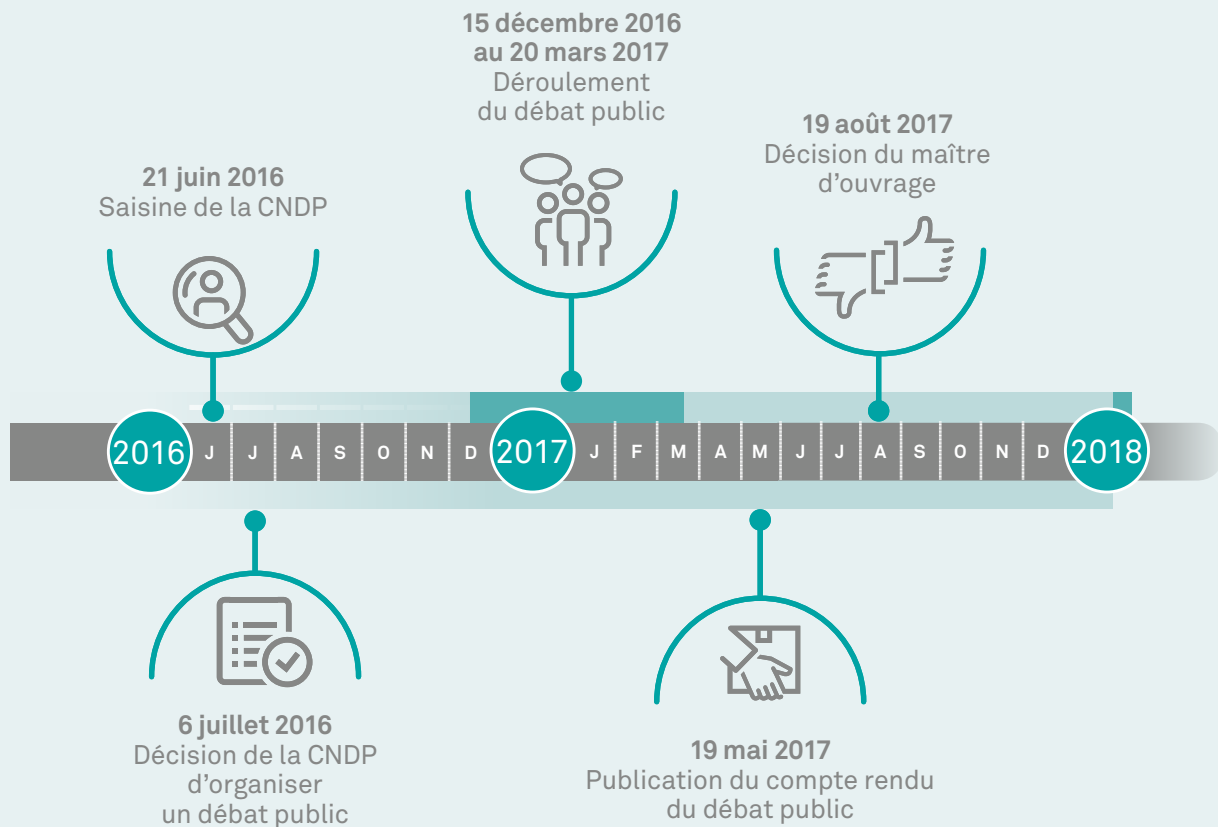 15 décembre 2016
au 20 mars 2017
Déroulement
du débat public
19 août 2017
Décision du maître
d'ouvrage
21 juin 2016
Saisine de la CNDP
2016 J J A S O N D 2017 J F M A M J J A S O N D 2018
6 juillet 2016
Décision de la CNDP
d'organiser
un débat public
19 mai 2017
Publication du compte rendu
du débat public